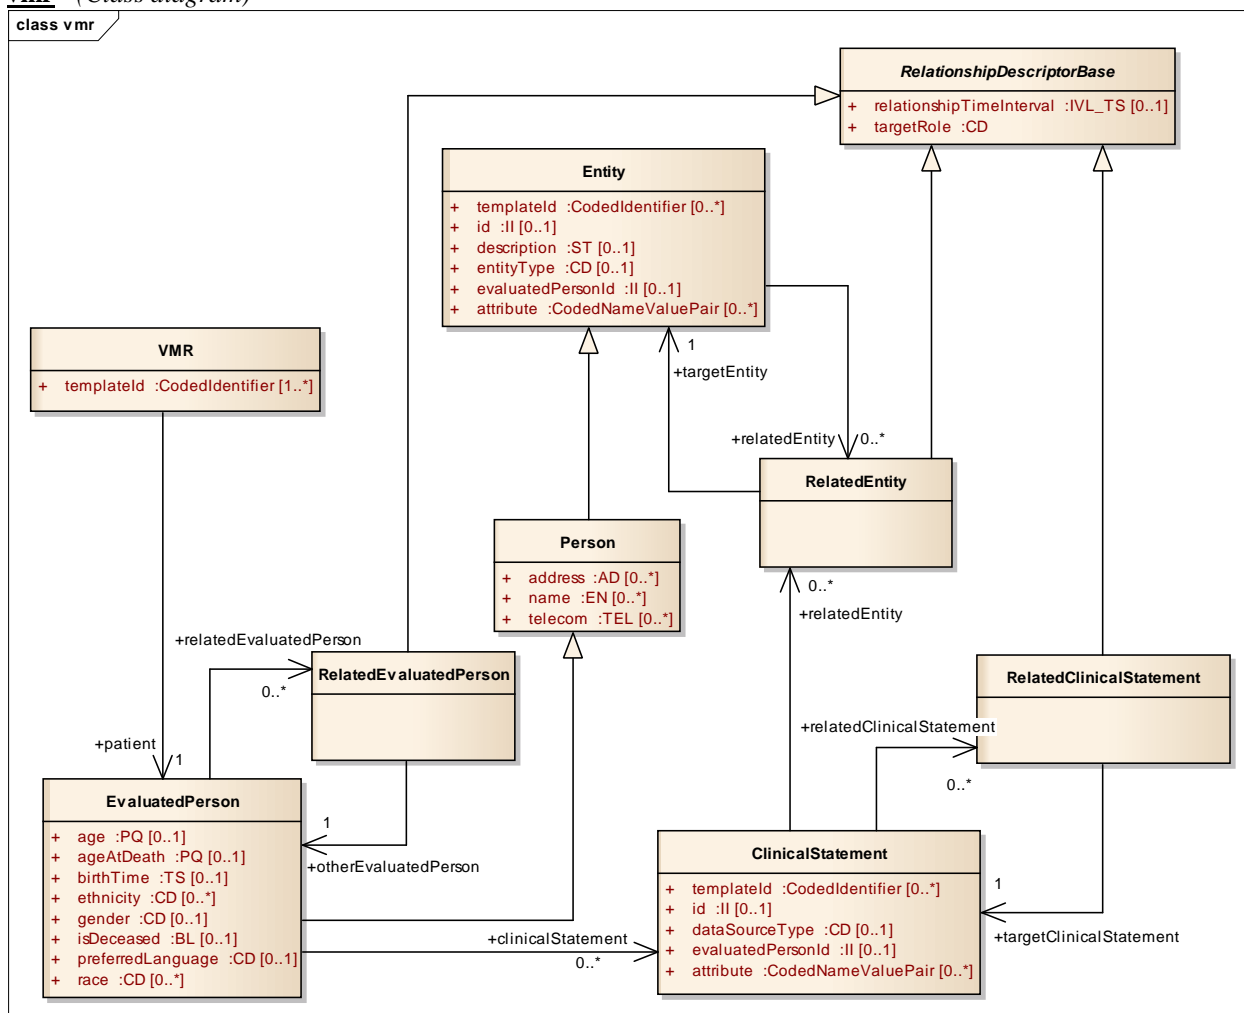 vmr (Class diagram)
class vmr
RelationshipDescriptorBase
+ relationshipTimeInterval :IVL_TS [0..1]
+ targetRole :CD
Entity
+ templateId :CodedIdentifier [0..*]
+ id :II [0..1]
+ description :ST [0..1]
+ entityType :CD [0..1]
+ evaluatedPersonId :II [0..1]
+ attribute :CodedNameValuePair [0..*]
VMR
+ templateId :CodedIdentifier [1..*]
1
+targetEntity
+relatedEntity
0..*
RelatedEntity
Person
+ address :AD [0..*]
+ name :EN [0..*]
+ telecom :TEL [0..*]
0..*
+relatedEntity
+relatedEvaluatedPerson
0..*
RelatedEvaluatedPerson
RelatedClinicalStatement
+relatedClinicalStatement
0..*
+patient
1
EvaluatedPerson
+ age :PQ [0..1]
+ ageAtDeath :PQ [0..1]
+ birthTime :TS [0..1]
+ ethnicity :CD [0..*]
+ gender :CD [0..1]
+ isDeceased :BL [0..1]
+ preferredLanguage :CD [0..1]
+ race :CD [0..*]
1
+otherEvaluatedPerson
+clinicalStatement
0..*
ClinicalStatement
+ templateId :CodedIdentifier [0..*]
+ id :II [0..1]
+ dataSourceType :CD [0..1]
+ evaluatedPersonId :II [0..1]
+ attribute :CodedNameValuePair [0..*]
1
+targetClinicalStatement